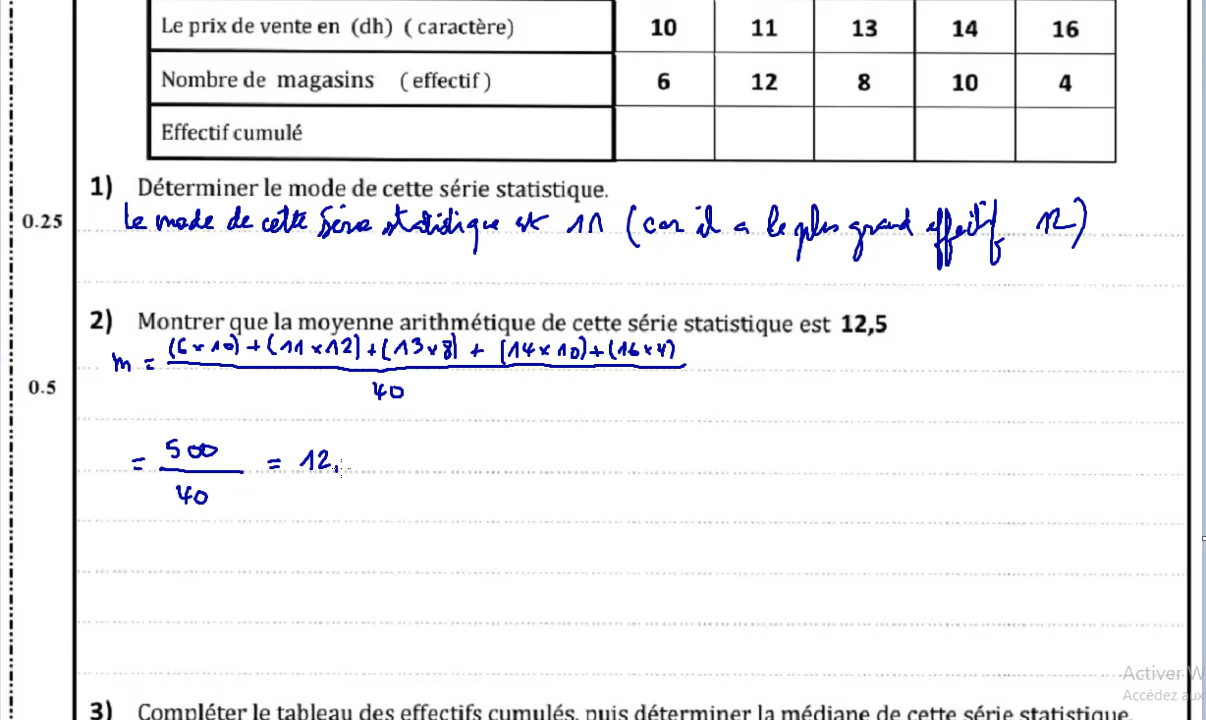 Le prix de vente en (dh) ( caractère) 10 11 13 14 16
Nombre de magasins ( effectif ) 6 12 8 10 4
Effectif cumulé
1) Déterminer le mode de cette série statistique.
0.25
Le mode de cette série statistique est 11 (car il a le plus grand effectif 12)
2) Montrer que la moyenne arithmétique de cette série statistique est 12,5
m = (6 × 10) + (11 × 12) + (13 × 8) + (14 × 10) + (16 × 4)
40
0.5
= 500 = 12,
40
Activer W
Accédez aux
3) Compléter le tableau des effectifs cumulés, puis déterminer la médiane de cette série statistique.